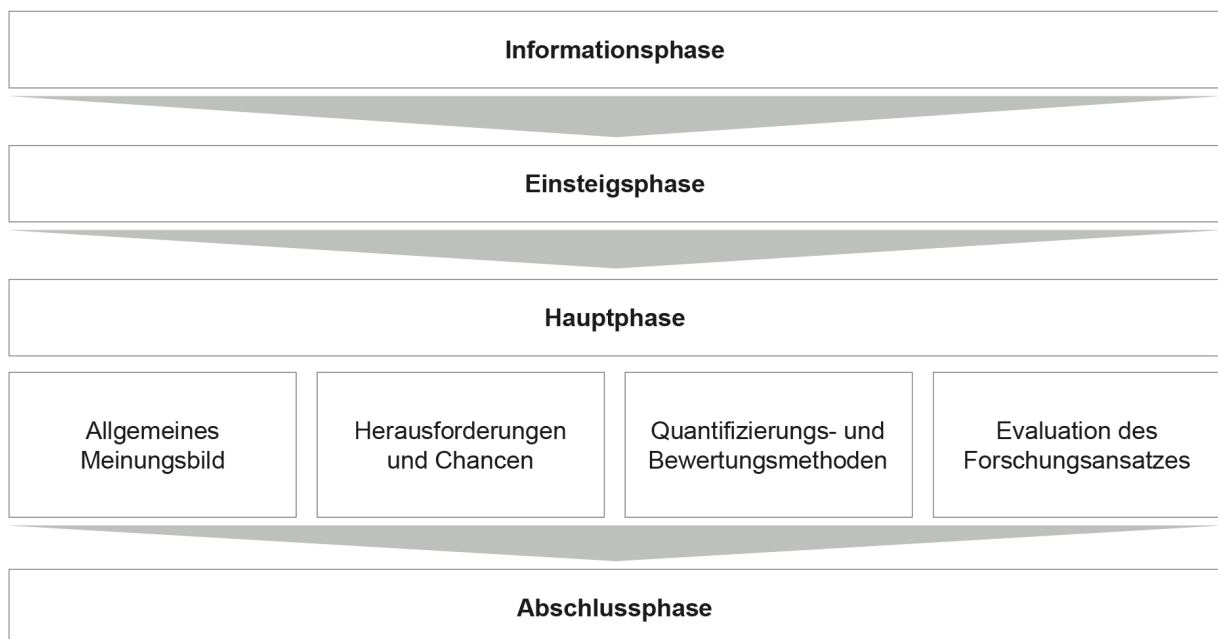 Informationsphase
Einsteigsphase
Hauptphase
Allgemeines
Meinungsbild
Herausforderungen
und Chancen
Quantifizierungs- und
Bewertungsmethoden
Evaluation des
Forschungsansatzes
Abschlussphase